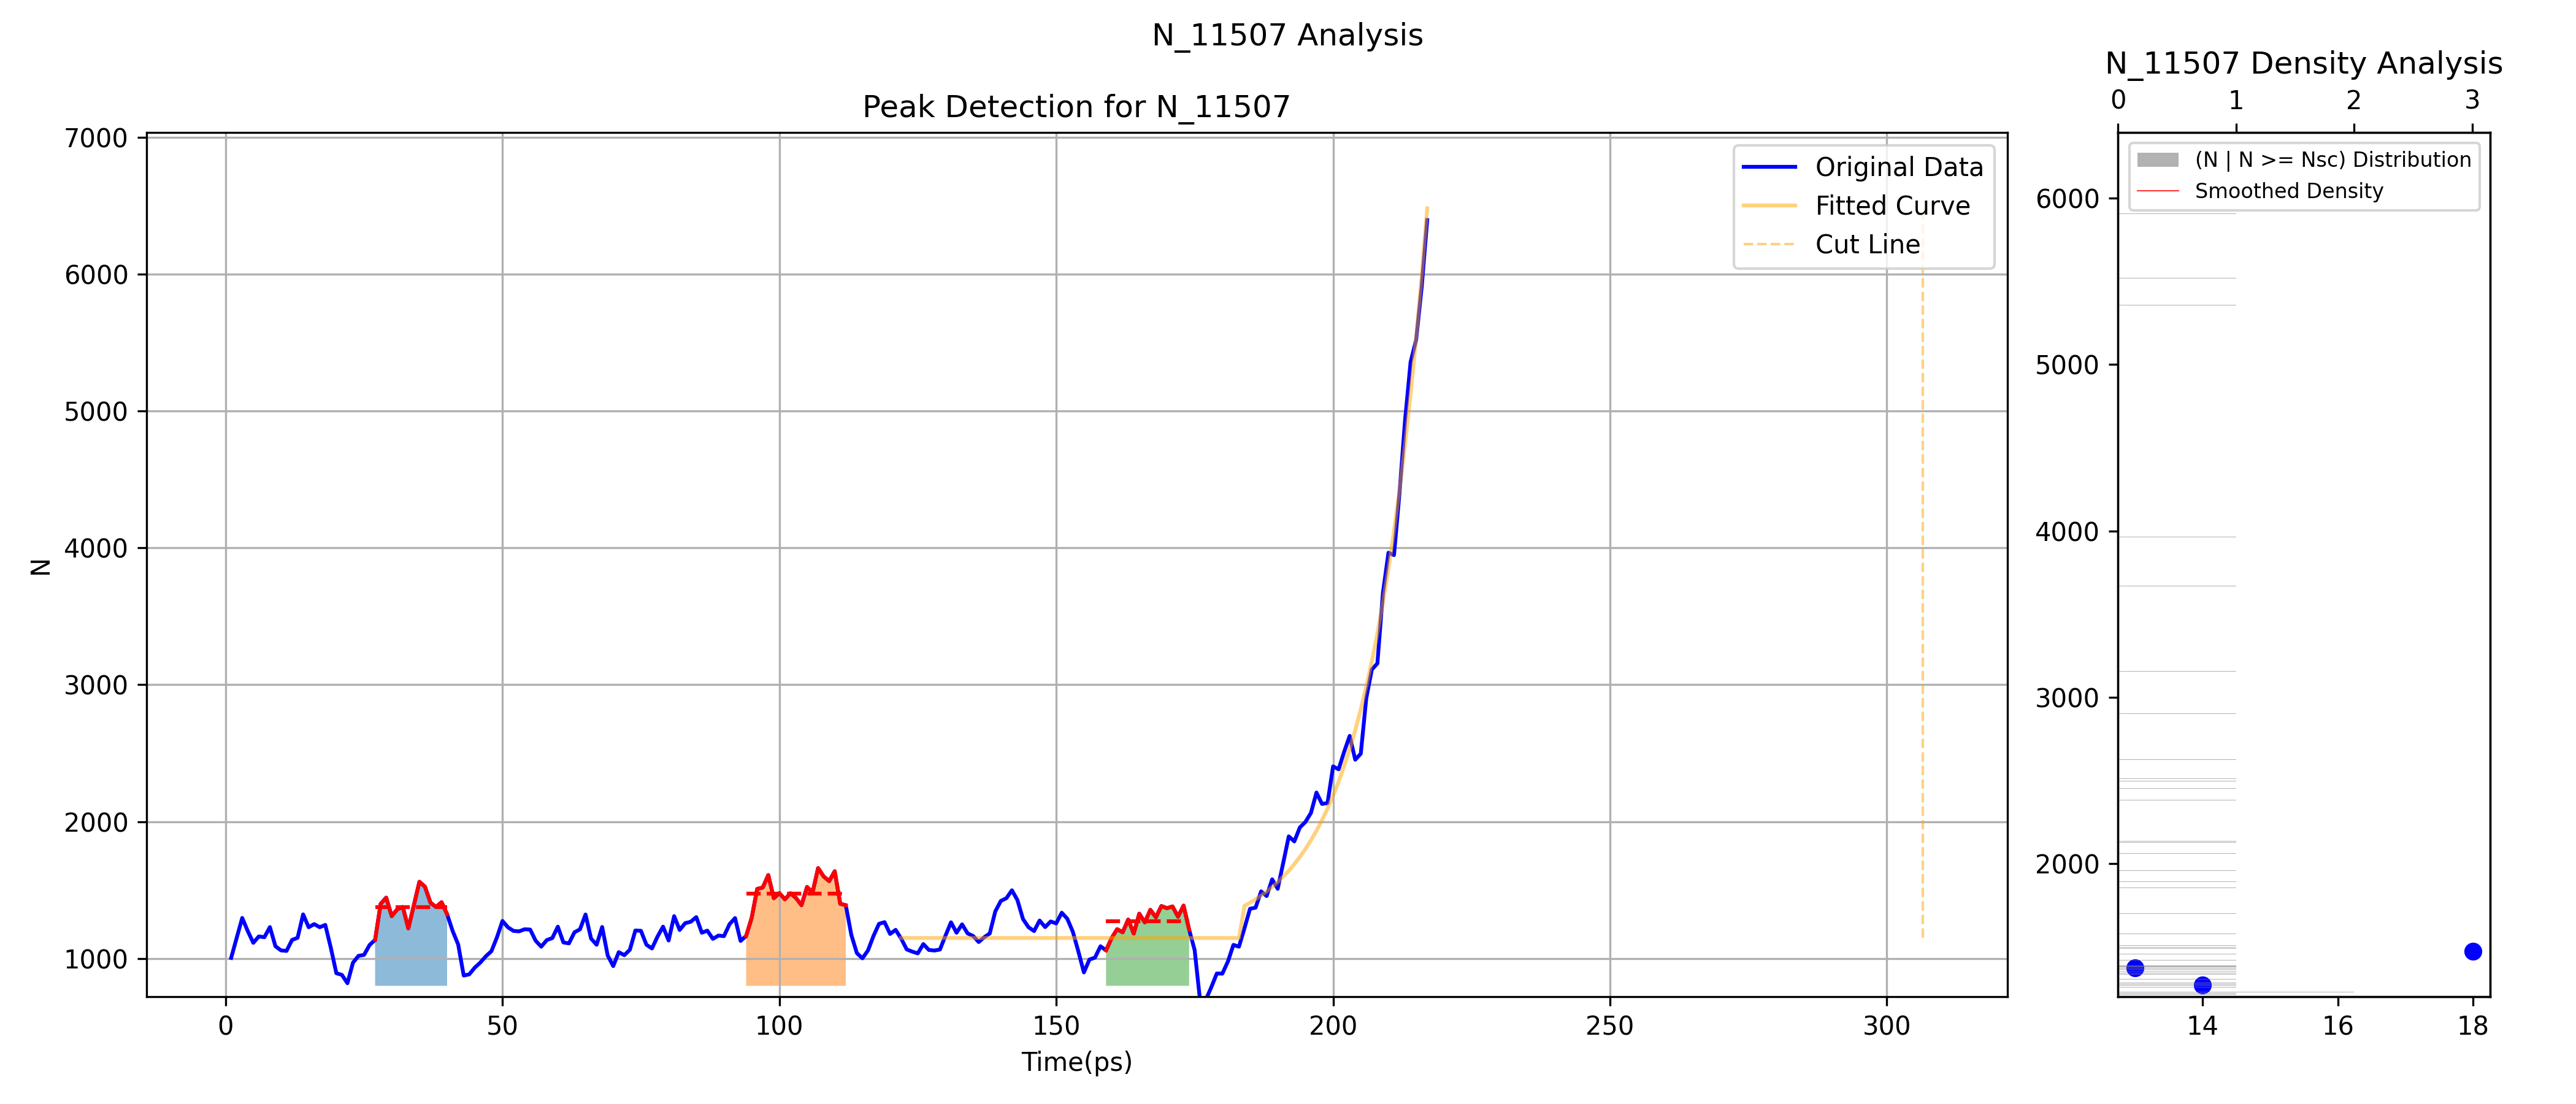 N_11507 Analysis
Peak Detection for N_11507
7000
6000
5000
4000
3000
2000
1000
N
0 50 100 150 200 250 300
Time(ps)
Original Data
Fitted Curve
Cut Line
N_11507 Density Analysis
0 1 2 3
(N | N >= Nsc) Distribution
Smoothed Density
6000
5000
4000
3000
2000
14 16 18